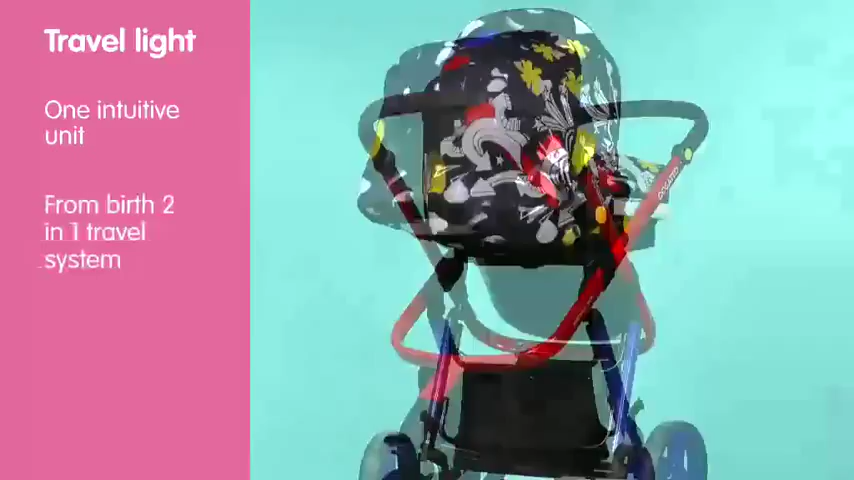 Travel light
One intuitive
unit
From birth 2
in 1 travel
system